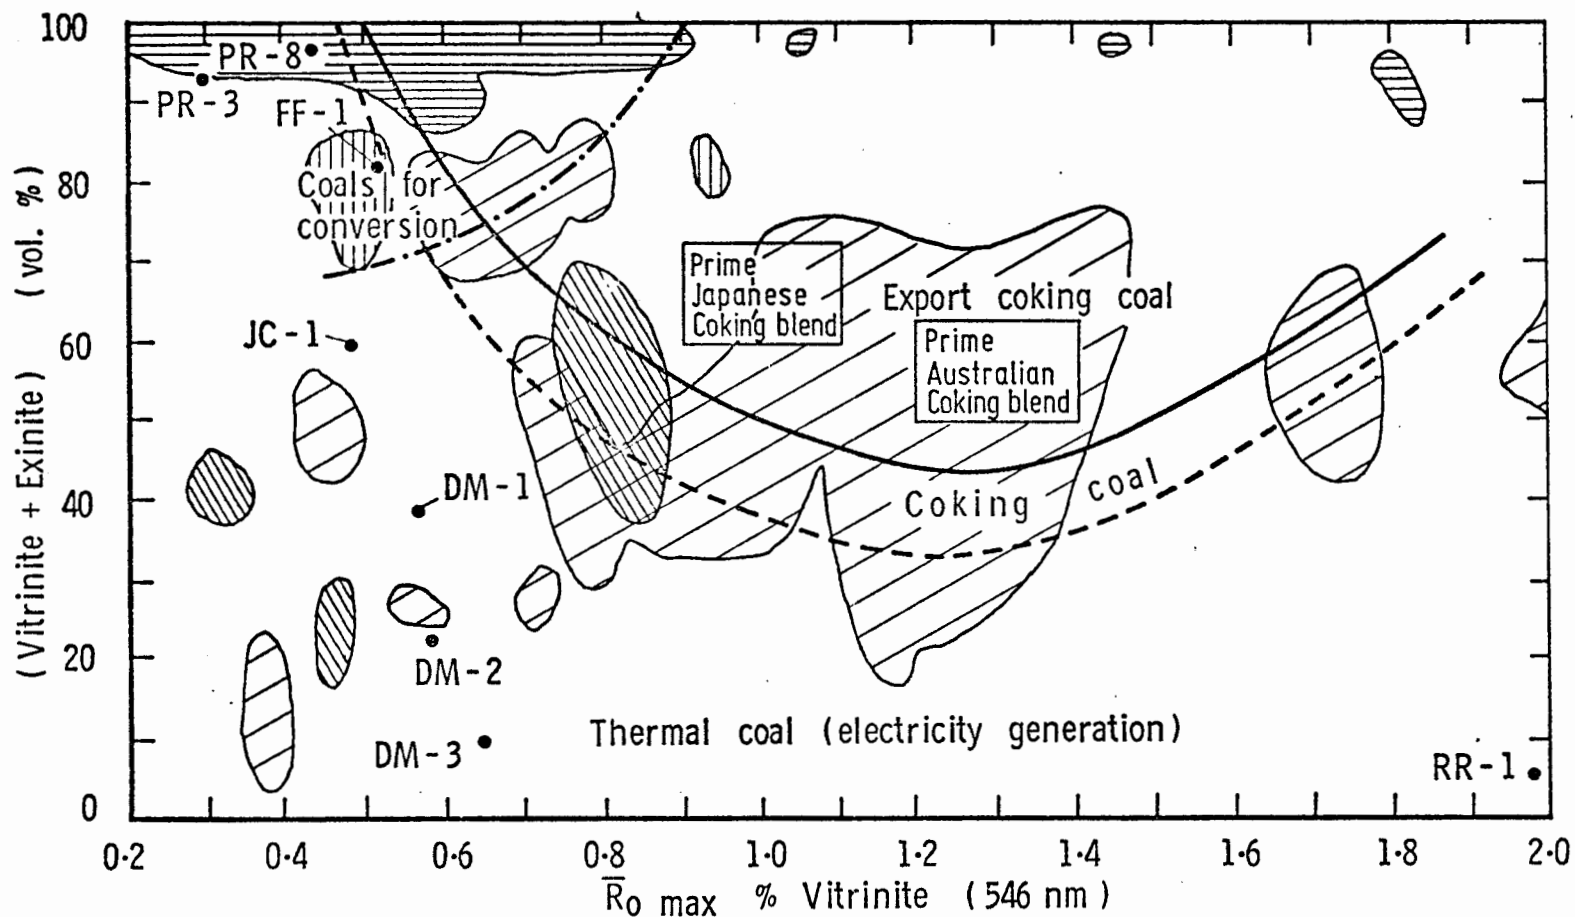 100
PR-8
PR-3
FF-1
80
Coals for
conversion
Prime
Japanese
Coking blend
Export coking coal
Prime
Australian
Coking blend
JC-1
60
DM-1
40
Coking coal
DM-2
20
DM-3
Thermal coal (electricity generation)
RR-1
0
(Vitrinite + Exinite) (vol. %)
0·2 0·4 0·6 0·8 1·0 1·2 1·4 1·6 1·8 2·0
R̅o max % Vitrinite (546 nm)